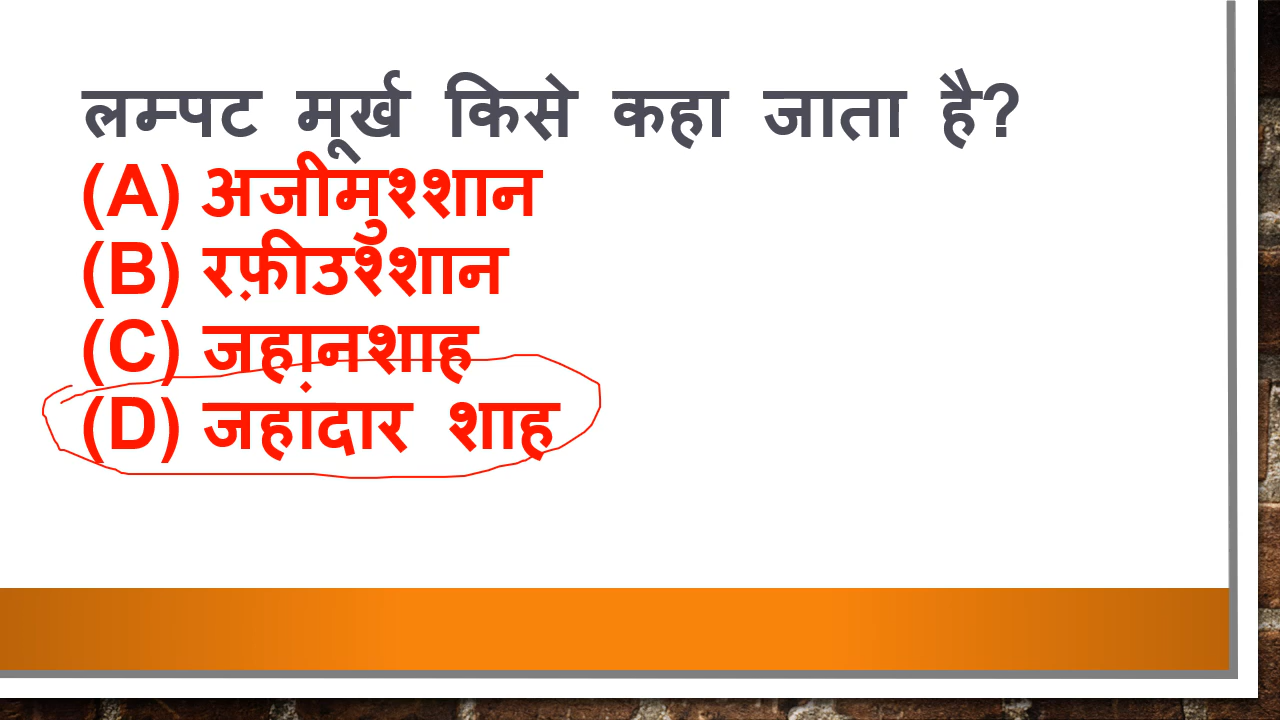 लम्पट मूर्ख किसे कहा जाता है?
(A) अजीमुश्शान
(B) रफ़ीउश्शान
(C) जहानशाह
(D) जहांदार शाह